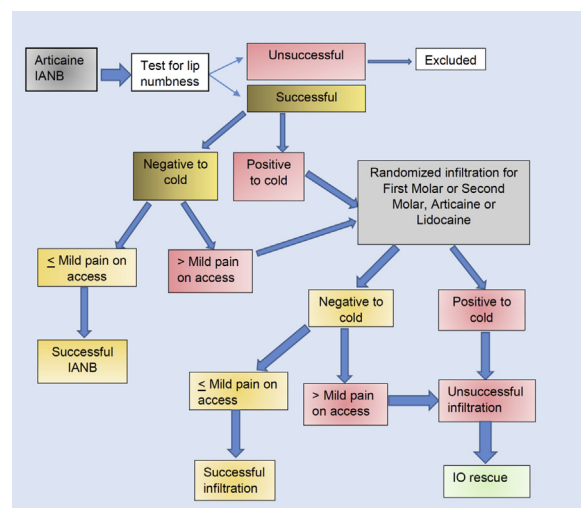 Articaine
IANB
Test for lip
numbness
Unsuccessful
Excluded
Successful
Negative to
cold
Positive
to cold
Randomized infiltration for
First Molar or Second
Molar, Articaine or
Lidocaine
≤ Mild pain on
access
> Mild pain
on access
Negative to
cold
Positive to
cold
Successful
IANB
≤ Mild pain on
access
> Mild pain
on access
Unsuccessful
infiltration
Successful
infiltration
IO rescue